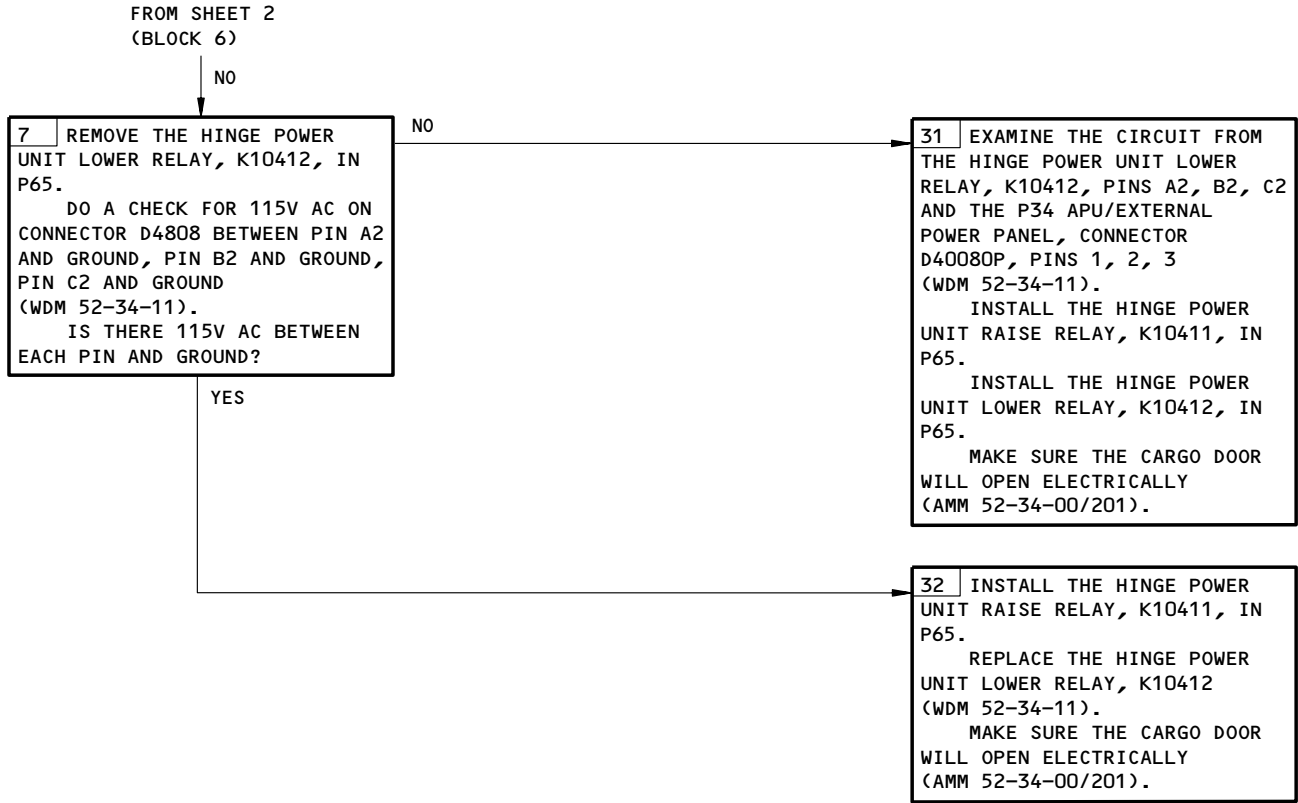 FROM SHEET 2
(BLOCK 6)
NO
7 REMOVE THE HINGE POWER
UNIT LOWER RELAY, K10412, IN
P65.
DO A CHECK FOR 115V AC ON
CONNECTOR D4808 BETWEEN PIN A2
AND GROUND, PIN B2 AND GROUND,
PIN C2 AND GROUND
(WDM 52-34-11).
IS THERE 115V AC BETWEEN
EACH PIN AND GROUND?
NO
YES
31 EXAMINE THE CIRCUIT FROM
THE HINGE POWER UNIT LOWER
RELAY, K10412, PINS A2, B2, C2
AND THE P34 APU/EXTERNAL
POWER PANEL, CONNECTOR
D40080P, PINS 1, 2, 3
(WDM 52-34-11).
INSTALL THE HINGE POWER
UNIT RAISE RELAY, K10411, IN
P65.
INSTALL THE HINGE POWER
UNIT LOWER RELAY, K10412, IN
P65.
MAKE SURE THE CARGO DOOR
WILL OPEN ELECTRICALLY
(AMM 52-34-00/201).
32 INSTALL THE HINGE POWER
UNIT RAISE RELAY, K10411, IN
P65.
REPLACE THE HINGE POWER
UNIT LOWER RELAY, K10412
(WDM 52-34-11).
MAKE SURE THE CARGO DOOR
WILL OPEN ELECTRICALLY
(AMM 52-34-00/201).